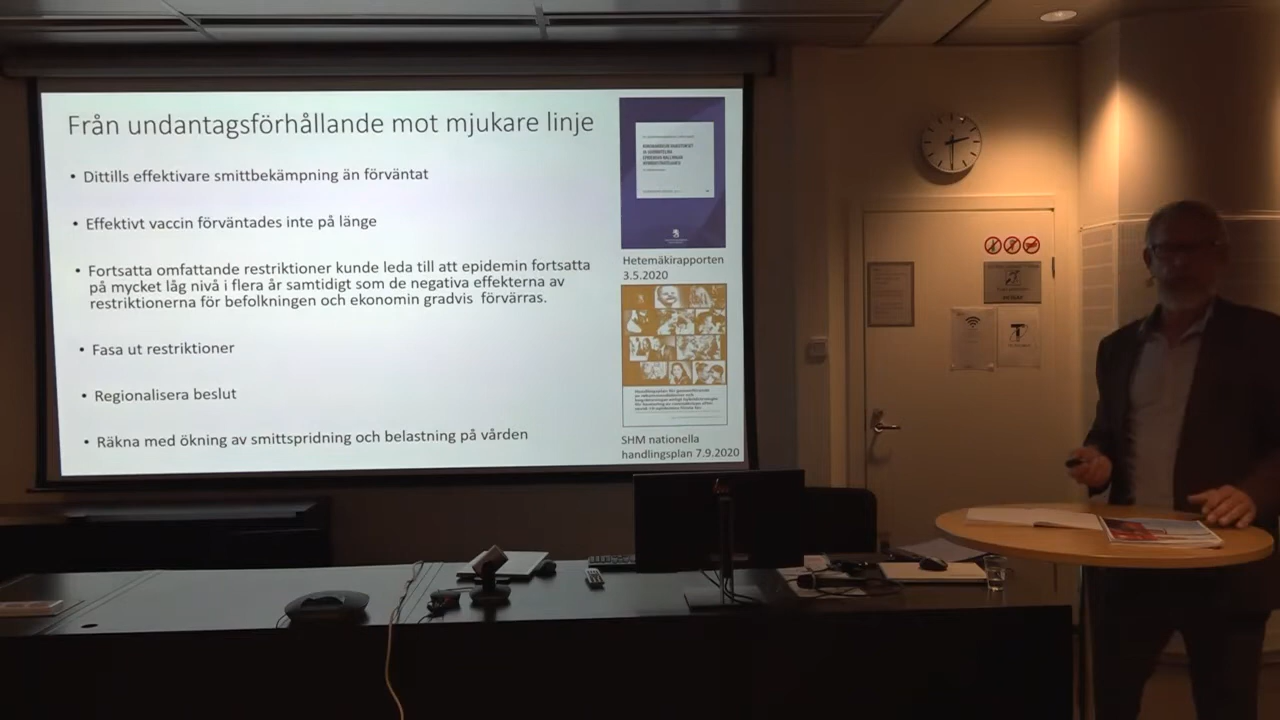 Från undantagsförhållande mot mjukare linje
• Dittills effektivare smittbekämpning än förväntat
• Effektivt vaccin förväntades inte på länge
• Fortsatta omfattande restriktioner kunde leda till att epidemin fortsatta
på mycket låg nivå i flera år samtidigt som de negativa effekterna av
restriktionerna för befolkningen och ekonomin gradvis förvärras.
• Fasa ut restriktioner
• Regionalisera beslut
• Räkna med ökning av smittspridning och belastning på vården
Hetemäkirapporten
3.5.2020
SHM nationella
handlingsplan 7.9.2020